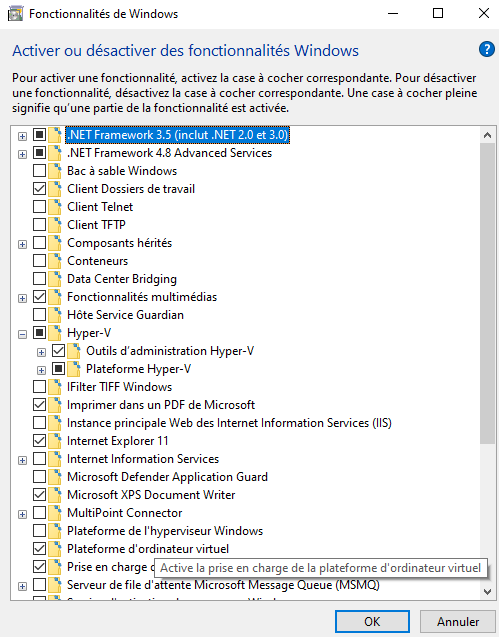 Fonctionnalités de Windows
Activer ou désactiver des fonctionnalités Windows
?
Pour activer une fonctionnalité, activez la case à cocher correspondante. Pour désactiver
une fonctionnalité, désactivez la case à cocher correspondante. Une case à cocher pleine
signifie qu'une partie de la fonctionnalité est activée.
.NET Framework 3.5 (inclut .NET 2.0 et 3.0)
.NET Framework 4.8 Advanced Services
Bac à sable Windows
Client Dossiers de travail
Client Telnet
Client TFTP
Composants hérités
Conteneurs
Data Center Bridging
Fonctionnalités multimédias
Hôte Service Guardian
Hyper-V
Outils d'administration Hyper-V
Plateforme Hyper-V
IFilter TIFF Windows
Imprimer dans un PDF de Microsoft
Instance principale Web des Internet Information Services (IIS)
Internet Explorer 11
Internet Information Services
Microsoft Defender Application Guard
Microsoft XPS Document Writer
MultiPoint Connector
Plateforme de l'hyperviseur Windows
Plateforme d'ordinateur virtuel
Prise en charge
Active la prise en charge de la plateforme d'ordinateur virtuel
Serveur de file d'attente Microsoft Message Queue (MSMQ)
OK
Annuler